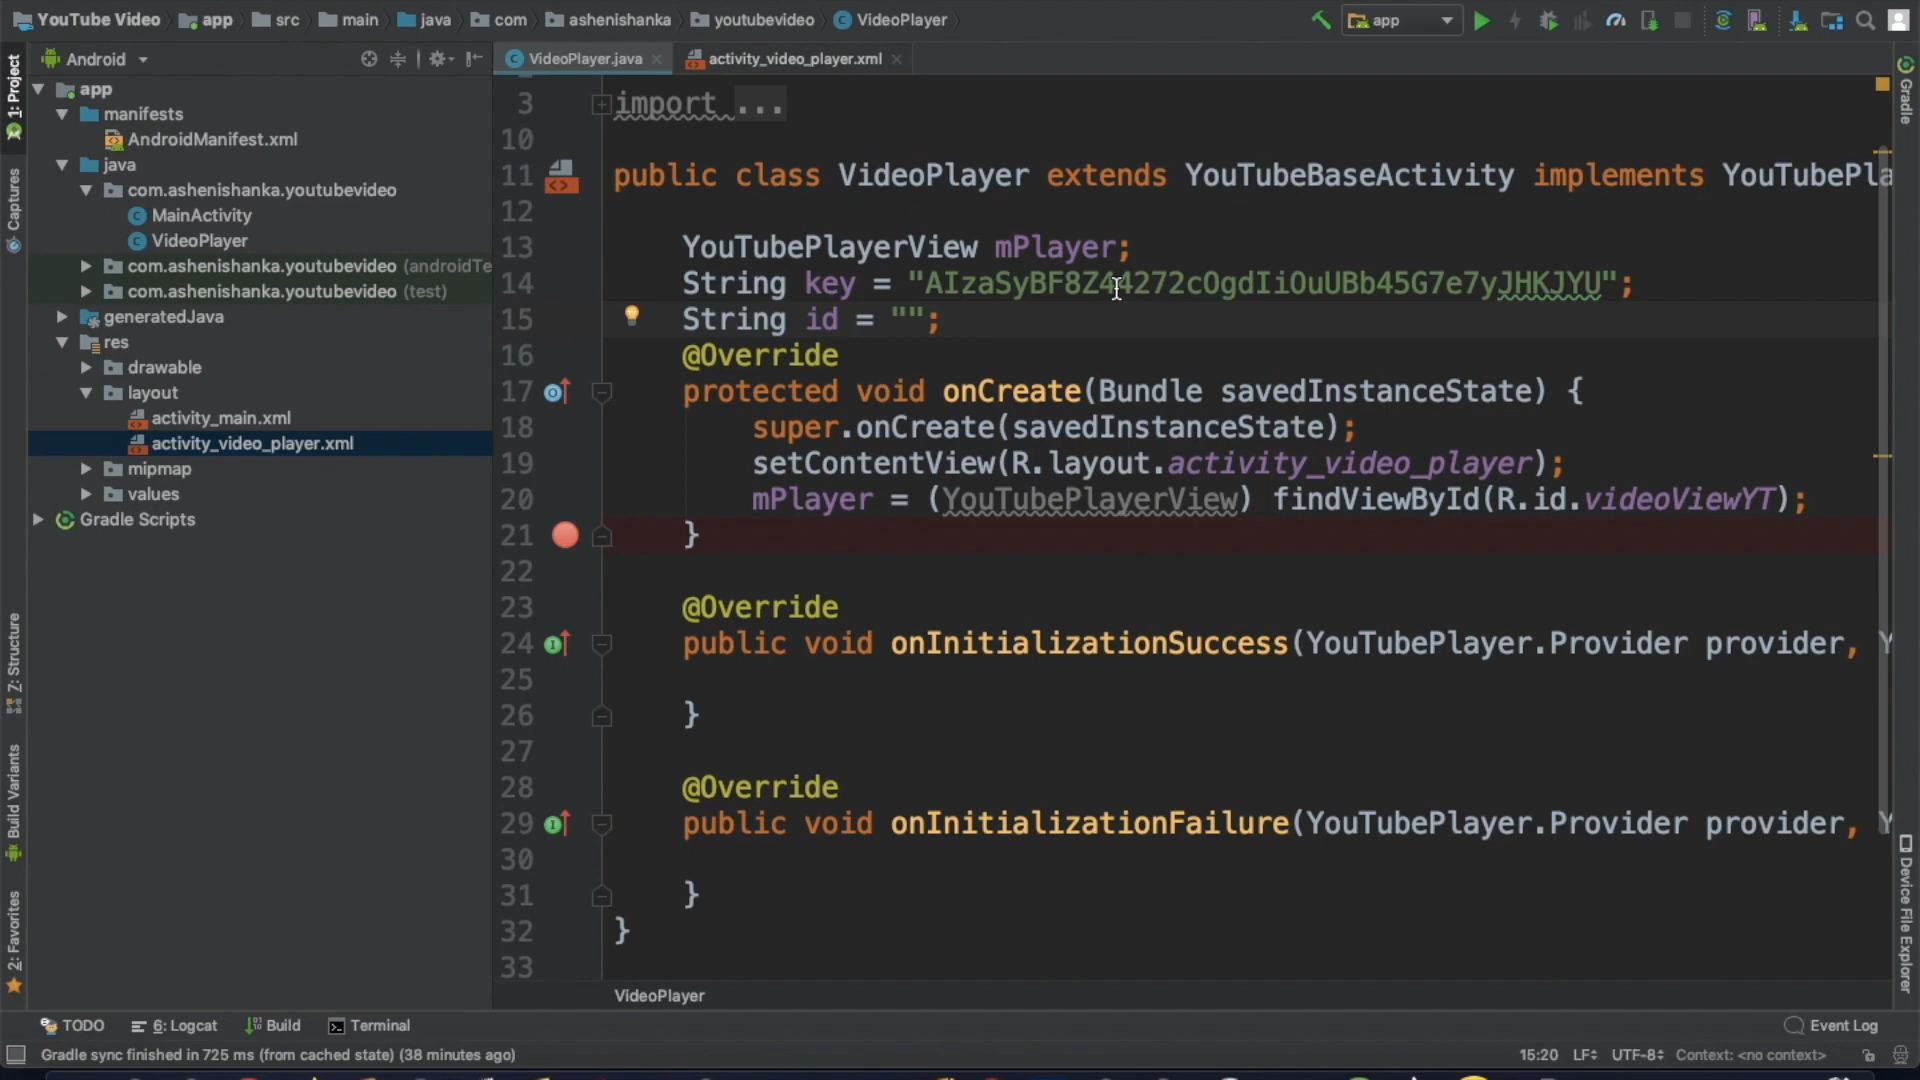 YouTube Video app src main java com ashenishanka youtubevideo VideoPlayer app
Android
VideoPlayer.java activity_video_player.xml
1: Project
Captures
Z: Structure
Build Variants
2: Favorites
app
manifests
AndroidManifest.xml
java
com.ashenishanka.youtubevideo
MainActivity
VideoPlayer
com.ashenishanka.youtubevideo (androidTe
com.ashenishanka.youtubevideo (test)
generatedJava
res
drawable
layout
activity_main.xml
activity_video_player.xml
mipmap
values
Gradle Scripts
3 import ...
10
11 public class VideoPlayer extends YouTubeBaseActivity implements YouTubePla
12
13 YouTubePlayerView mPlayer;
14 String key = "AIzaSyBF8Z44272cOgdIiOuUBb45G7e7yJHKJYU";
15 String id = "";
16 @Override
17 protected void onCreate(Bundle savedInstanceState) {
18 super.onCreate(savedInstanceState);
19 setContentView(R.layout.activity_video_player);
20 mPlayer = (YouTubePlayerView) findViewById(R.id.videoViewYT);
21 }
22
23 @Override
24 public void onInitializationSuccess(YouTubePlayer.Provider provider, Y
25
26 }
27
28 @Override
29 public void onInitializationFailure(YouTubePlayer.Provider provider, Y
30
31 }
32 }
33
VideoPlayer
Gradle
Device File Explorer
TODO 6: Logcat Build Terminal Event Log
Gradle sync finished in 725 ms (from cached state) (38 minutes ago) 15:20 LF UTF-8 Context: <no context>